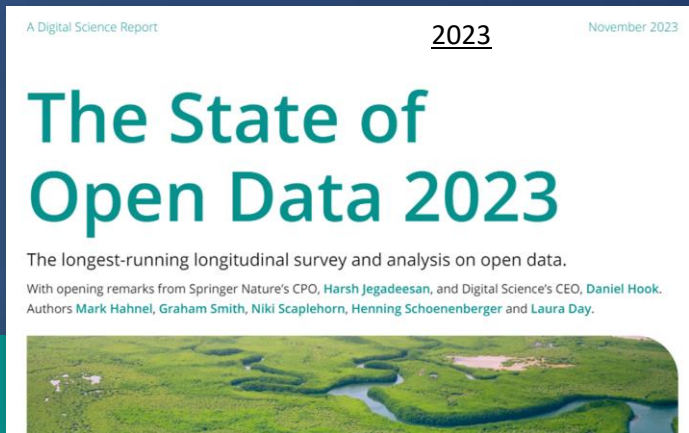 A Digital Science Report
2023
November 2023
The State of
Open Data 2023
The longest-running longitudinal survey and analysis on open data.
With opening remarks from Springer Nature's CPO, Harsh Jegadeesan, and Digital Science's CEO, Daniel Hook.
Authors Mark Hahnel, Graham Smith, Niki Scaplehorn, Henning Schoenenberger and Laura Day.